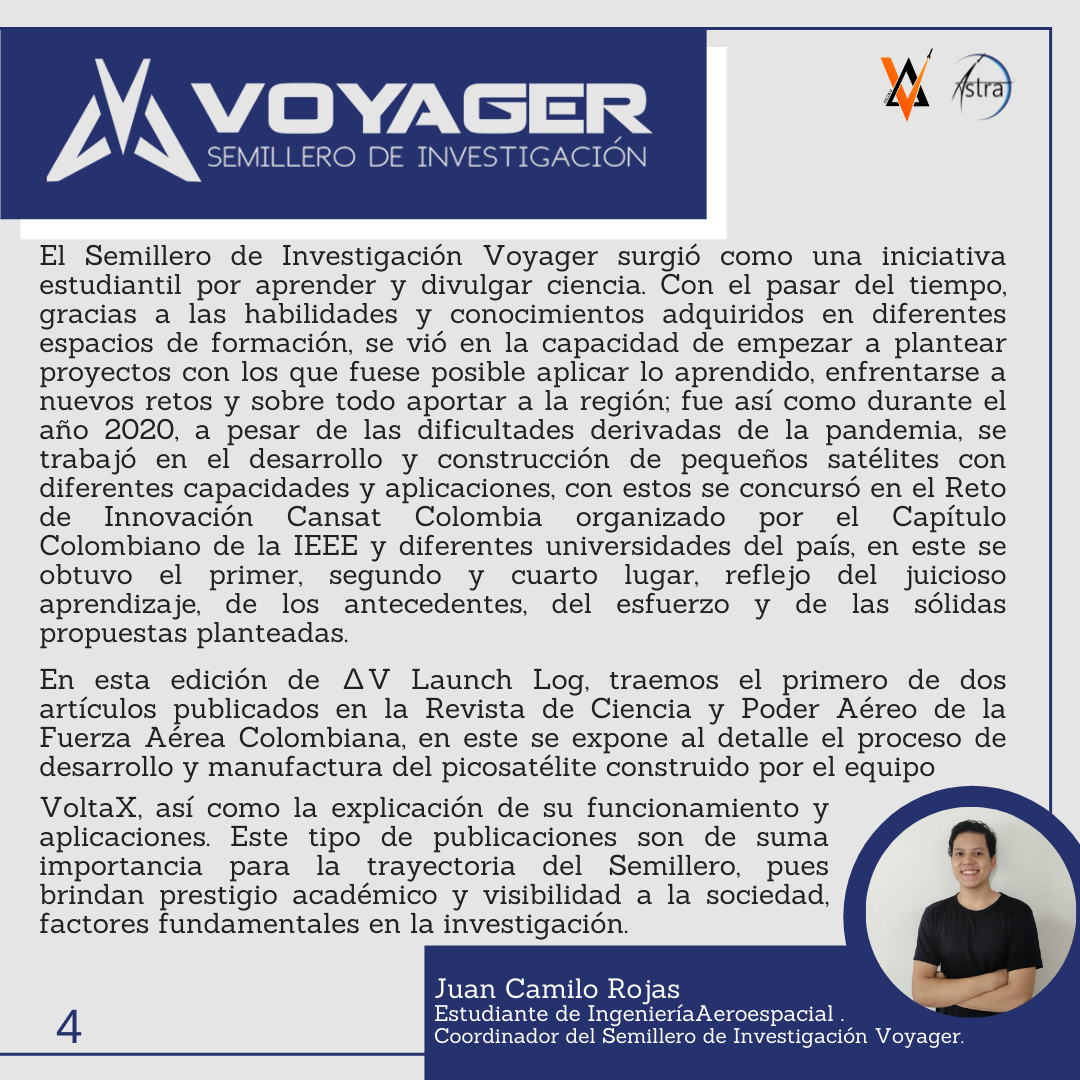 VOYAGER
SEMILLERO DE INVESTIGACIÓN
Astra
El Semillero de Investigación Voyager surgió como una iniciativa
estudiantil por aprender y divulgar ciencia. Con el pasar del tiempo,
gracias a las habilidades y conocimientos adquiridos en diferentes
espacios de formación, se vió en la capacidad de empezar a plantear
proyectos con los que fuese posible aplicar lo aprendido, enfrentarse a
nuevos retos y sobre todo aportar a la región; fue así como durante el
año 2020, a pesar de las dificultades derivadas de la pandemia, se
trabajó en el desarrollo y construcción de pequeños satélites con
diferentes capacidades y aplicaciones, con estos se concursó en el Reto
de Innovación Cansat Colombia organizado por el Capítulo
Colombiano de la IEEE y diferentes universidades del país, en este se
obtuvo el primer, segundo y cuarto lugar, reflejo del juicioso
aprendizaje, de los antecedentes, del esfuerzo y de las sólidas
propuestas planteadas.
En esta edición de ΔV Launch Log, traemos el primero de dos
artículos publicados en la Revista de Ciencia y Poder Aéreo de la
Fuerza Aérea Colombiana, en este se expone al detalle el proceso de
desarrollo y manufactura del picosatélite construido por el equipo
VoltaX, así como la explicación de su funcionamiento y
aplicaciones. Este tipo de publicaciones son de suma
importancia para la trayectoria del Semillero, pues
brindan prestigio académico y visibilidad a la sociedad,
factores fundamentales en la investigación.
Juan Camilo Rojas
Estudiante de IngenieríaAeroespacial .
Coordinador del Semillero de Investigación Voyager.
4